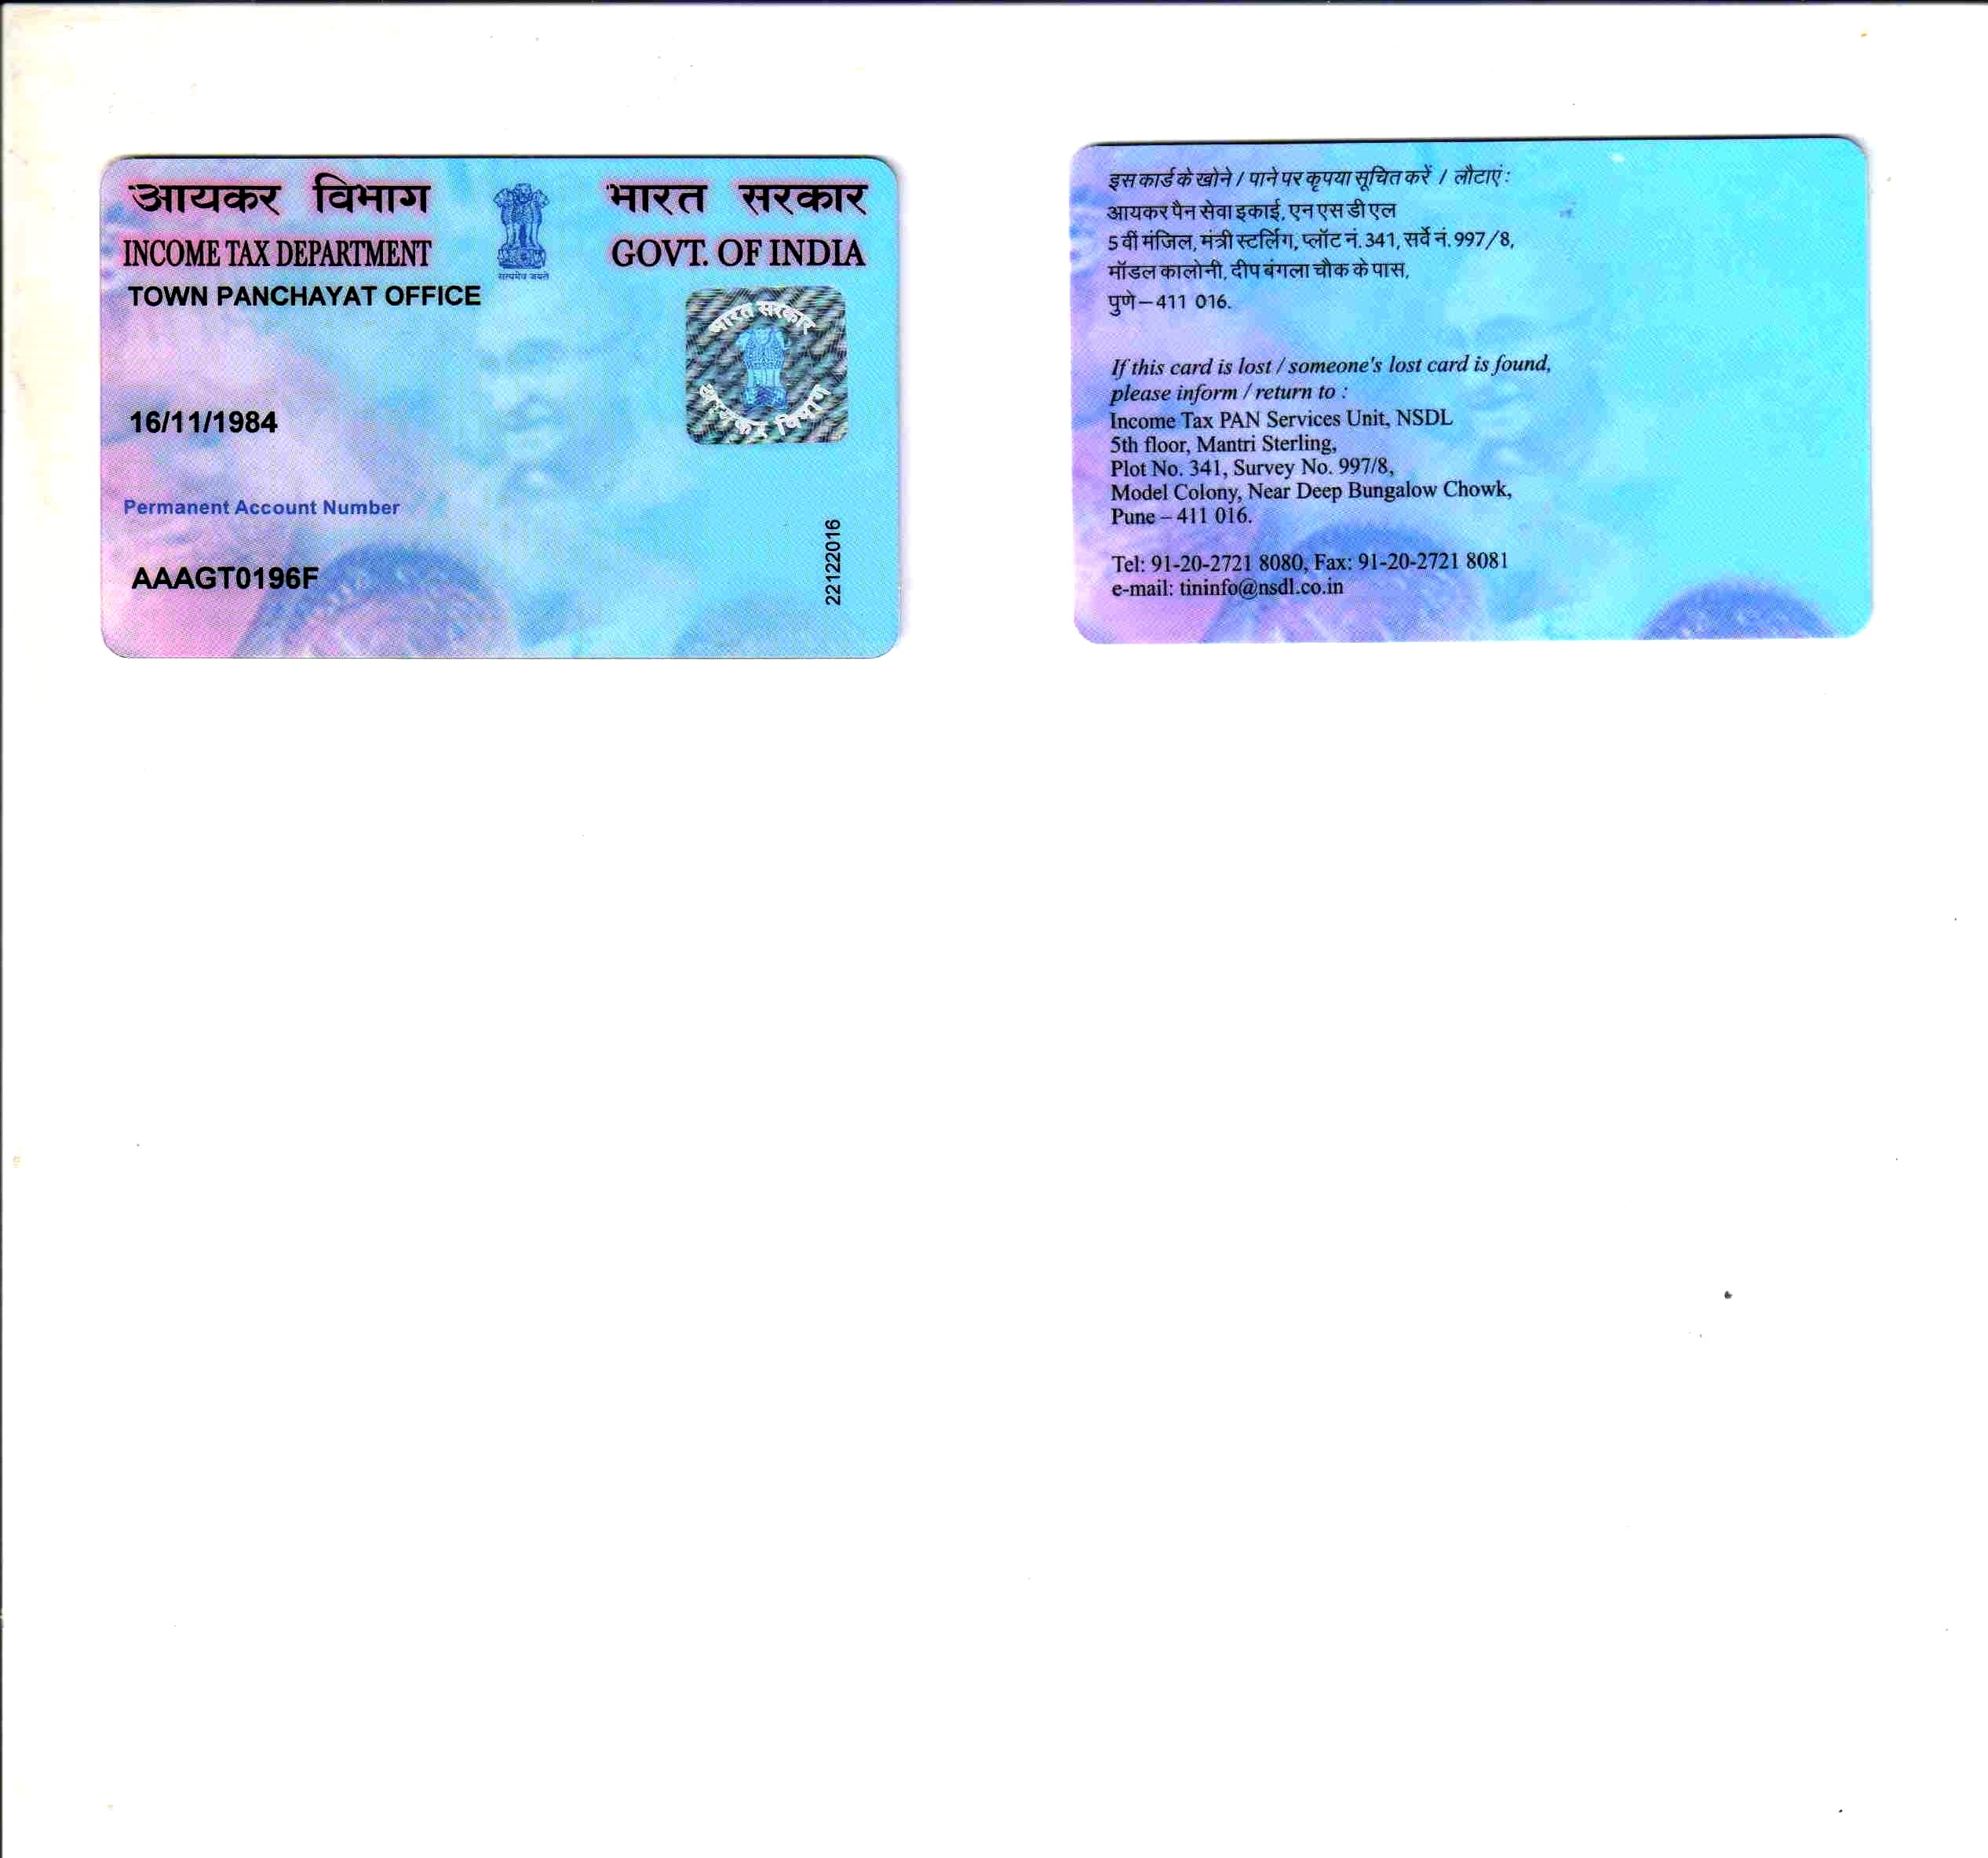 आयकर विभाग
INCOME TAX DEPARTMENT
सत्यमेव जयते
भारत सरकार
GOVT. OF INDIA
TOWN PANCHAYAT OFFICE
भारत सरकार
आयकर विभाग
16/11/1984
Permanent Account Number
AAAGT0196F
22122016
इस कार्ड के खोने / पाने पर कृपया सूचित करें / लौटाएं :
आयकर पैन सेवा इकाई, एन एस डी एल
5 वीं मंजिल, मंत्री स्टर्लिंग, प्लॉट नं. 341, सर्वे नं. 997/8,
मॉडल कालोनी, दीप बंगला चौक के पास,
पुणे – 411 016.
If this card is lost / someone's lost card is found,
please inform / return to :
Income Tax PAN Services Unit, NSDL
5th floor, Mantri Sterling,
Plot No. 341, Survey No. 997/8,
Model Colony, Near Deep Bungalow Chowk,
Pune – 411 016.
Tel: 91-20-2721 8080, Fax: 91-20-2721 8081
e-mail: tininfo@nsdl.co.in